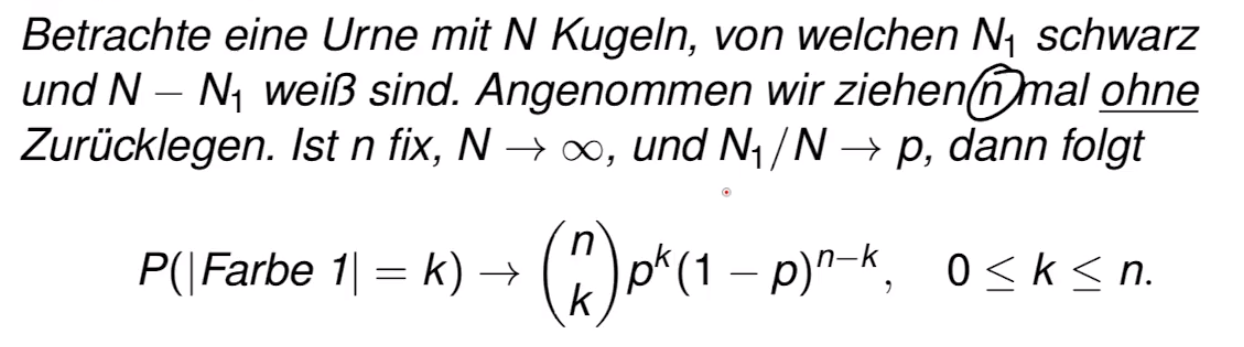 Betrachte eine Urne mit N Kugeln, von welchen N₁ schwarz
und N − N₁ weiß sind. Angenommen wir ziehen n mal ohne
Zurücklegen. Ist n fix, N → ∞, und N₁/N → p, dann folgt
P(|Farbe 1| = k) → \binom{n}{k} p^k (1 − p)^{n−k}, 0 ≤ k ≤ n.